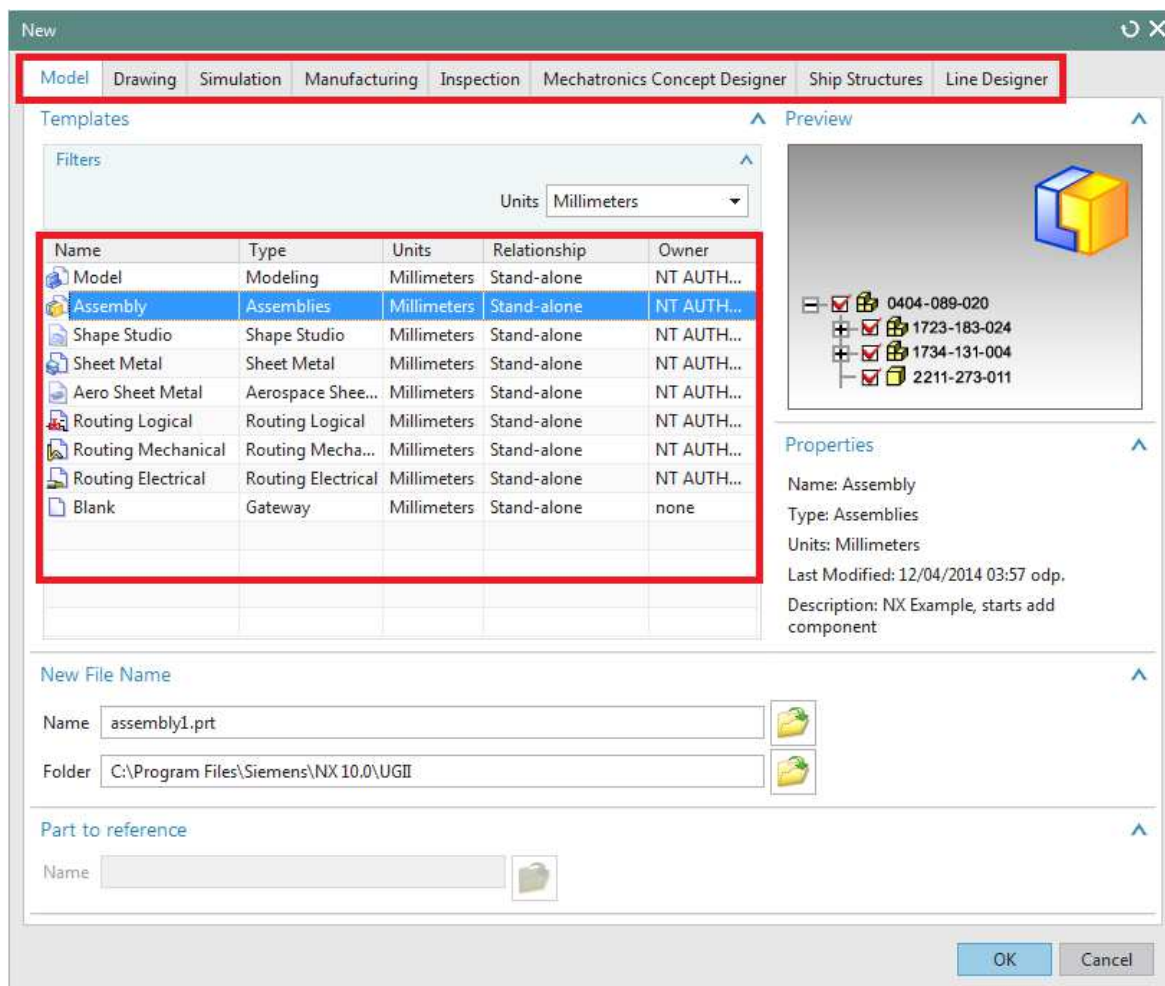 New
Model Drawing Simulation Manufacturing Inspection Mechatronics Concept Designer Ship Structures Line Designer
Templates
Filters
Units Millimeters
Name Type Units Relationship Owner
Model Modeling Millimeters Stand-alone NT AUTH...
Assembly Assemblies Millimeters Stand-alone NT AUTH...
Shape Studio Shape Studio Millimeters Stand-alone NT AUTH...
Sheet Metal Sheet Metal Millimeters Stand-alone NT AUTH...
Aero Sheet Metal Aerospace Shee... Millimeters Stand-alone NT AUTH...
Routing Logical Routing Logical Millimeters Stand-alone NT AUTH...
Routing Mechanical Routing Mecha... Millimeters Stand-alone NT AUTH...
Routing Electrical Routing Electrical Millimeters Stand-alone NT AUTH...
Blank Gateway Millimeters Stand-alone none
Preview
0404-089-020
1723-183-024
1734-131-004
2211-273-011
Properties
Name: Assembly
Type: Assemblies
Units: Millimeters
Last Modified: 12/04/2014 03:57 odp.
Description: NX Example, starts add
component
New File Name
Name assembly1.prt
Folder C:\Program Files\Siemens\NX 10.0\UGII
Part to reference
Name
OK Cancel